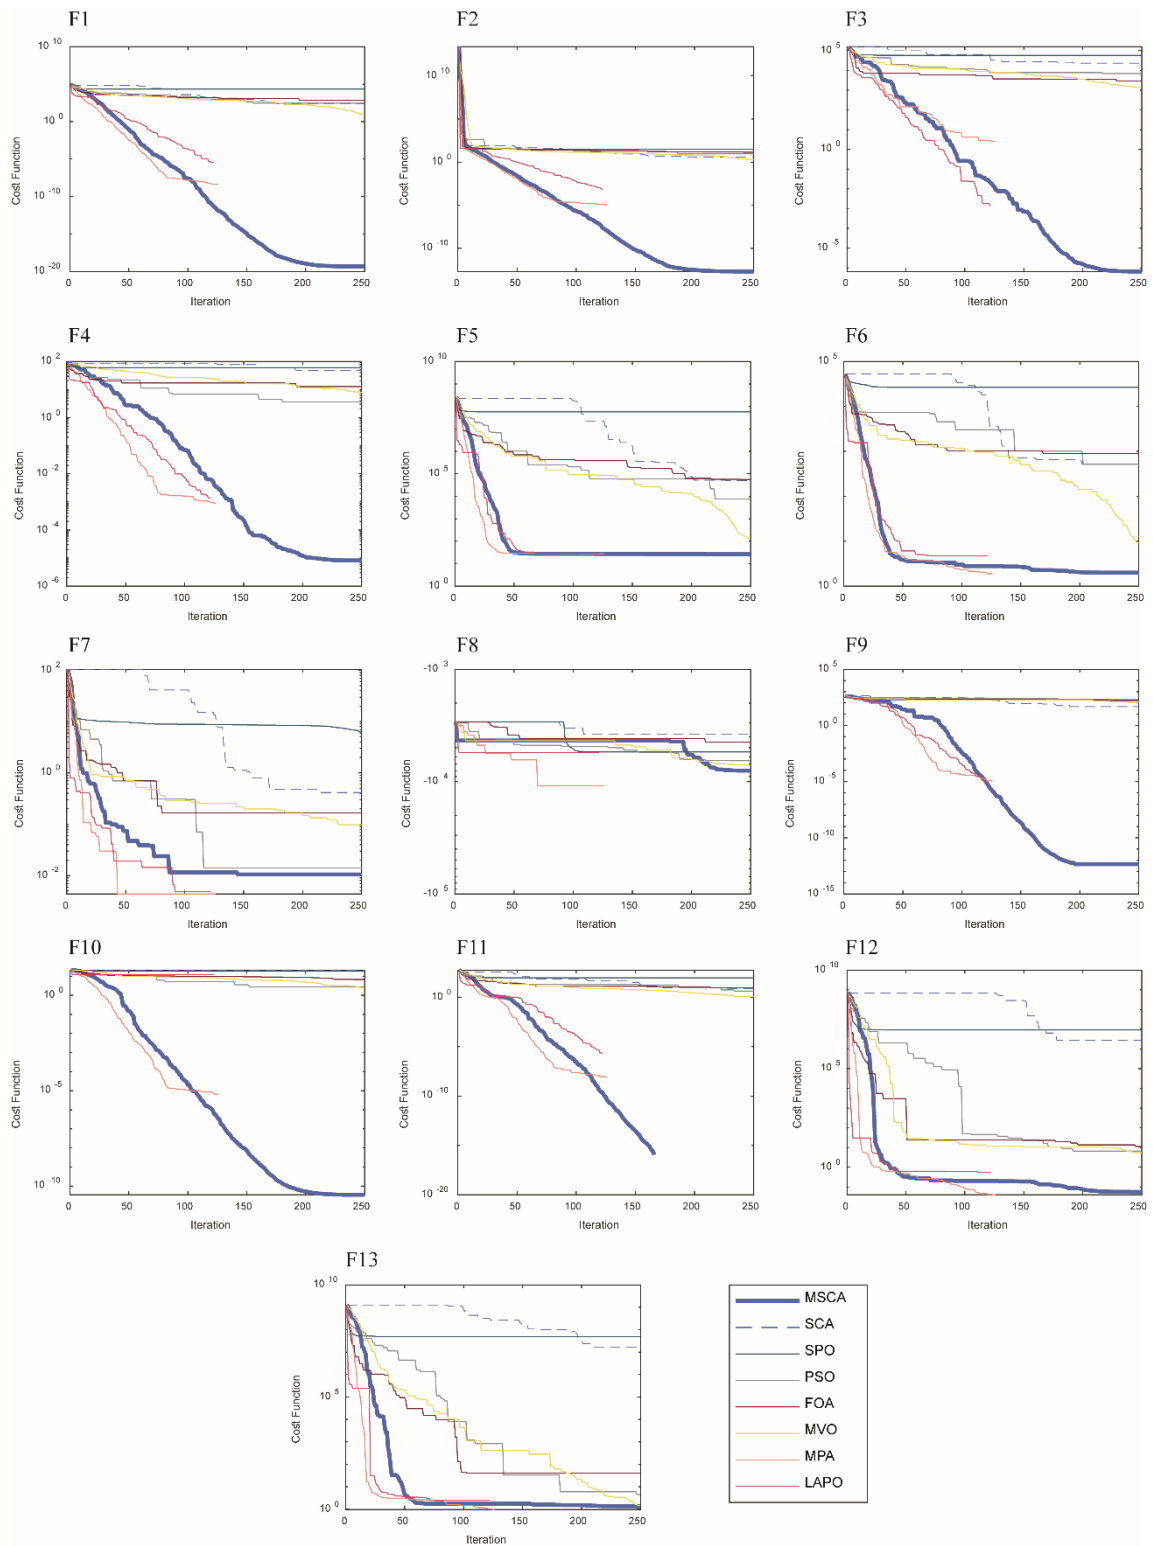 F1
F2
F3
10 10
10 0
10 -10
10 -20
Cost Function
0 50 100 150 200 250
Iteration
10 10
10 0
10 -10
Cost Function
0 50 100 150 200 250
Iteration
10 5
10 0
10 -5
Cost Function
0 50 100 150 200 250
Iteration
F4
F5
F6
10 2
10 0
10 -2
10 -4
10 -6
Cost Function
0 50 100 150 200 250
Iteration
10 10
10 5
10 0
Cost Function
0 50 100 150 200 250
Iteration
10 5
10 0
Cost Function
0 50 100 150 200 250
Iteration
F7
F8
F9
10 2
10 0
10 -2
Cost Function
0 50 100 150 200 250
Iteration
-10 3
-10 4
-10 5
Cost Function
0 50 100 150 200 250
Iteration
10 5
10 0
10 -5
10 -10
10 -15
Cost Function
0 50 100 150 200 250
Iteration
F10
F11
F12
10 0
10 -5
10 -10
Cost Function
0 50 100 150 200 250
Iteration
10 0
10 -10
10 -20
Cost Function
0 50 100 150 200 250
Iteration
10 10
10 5
10 0
Cost Function
0 50 100 150 200 250
Iteration
F13
10 10
10 5
10 0
Cost Function
0 50 100 150 200 250
Iteration
MSCA
SCA
SPO
PSO
FOA
MVO
MPA
LAPO